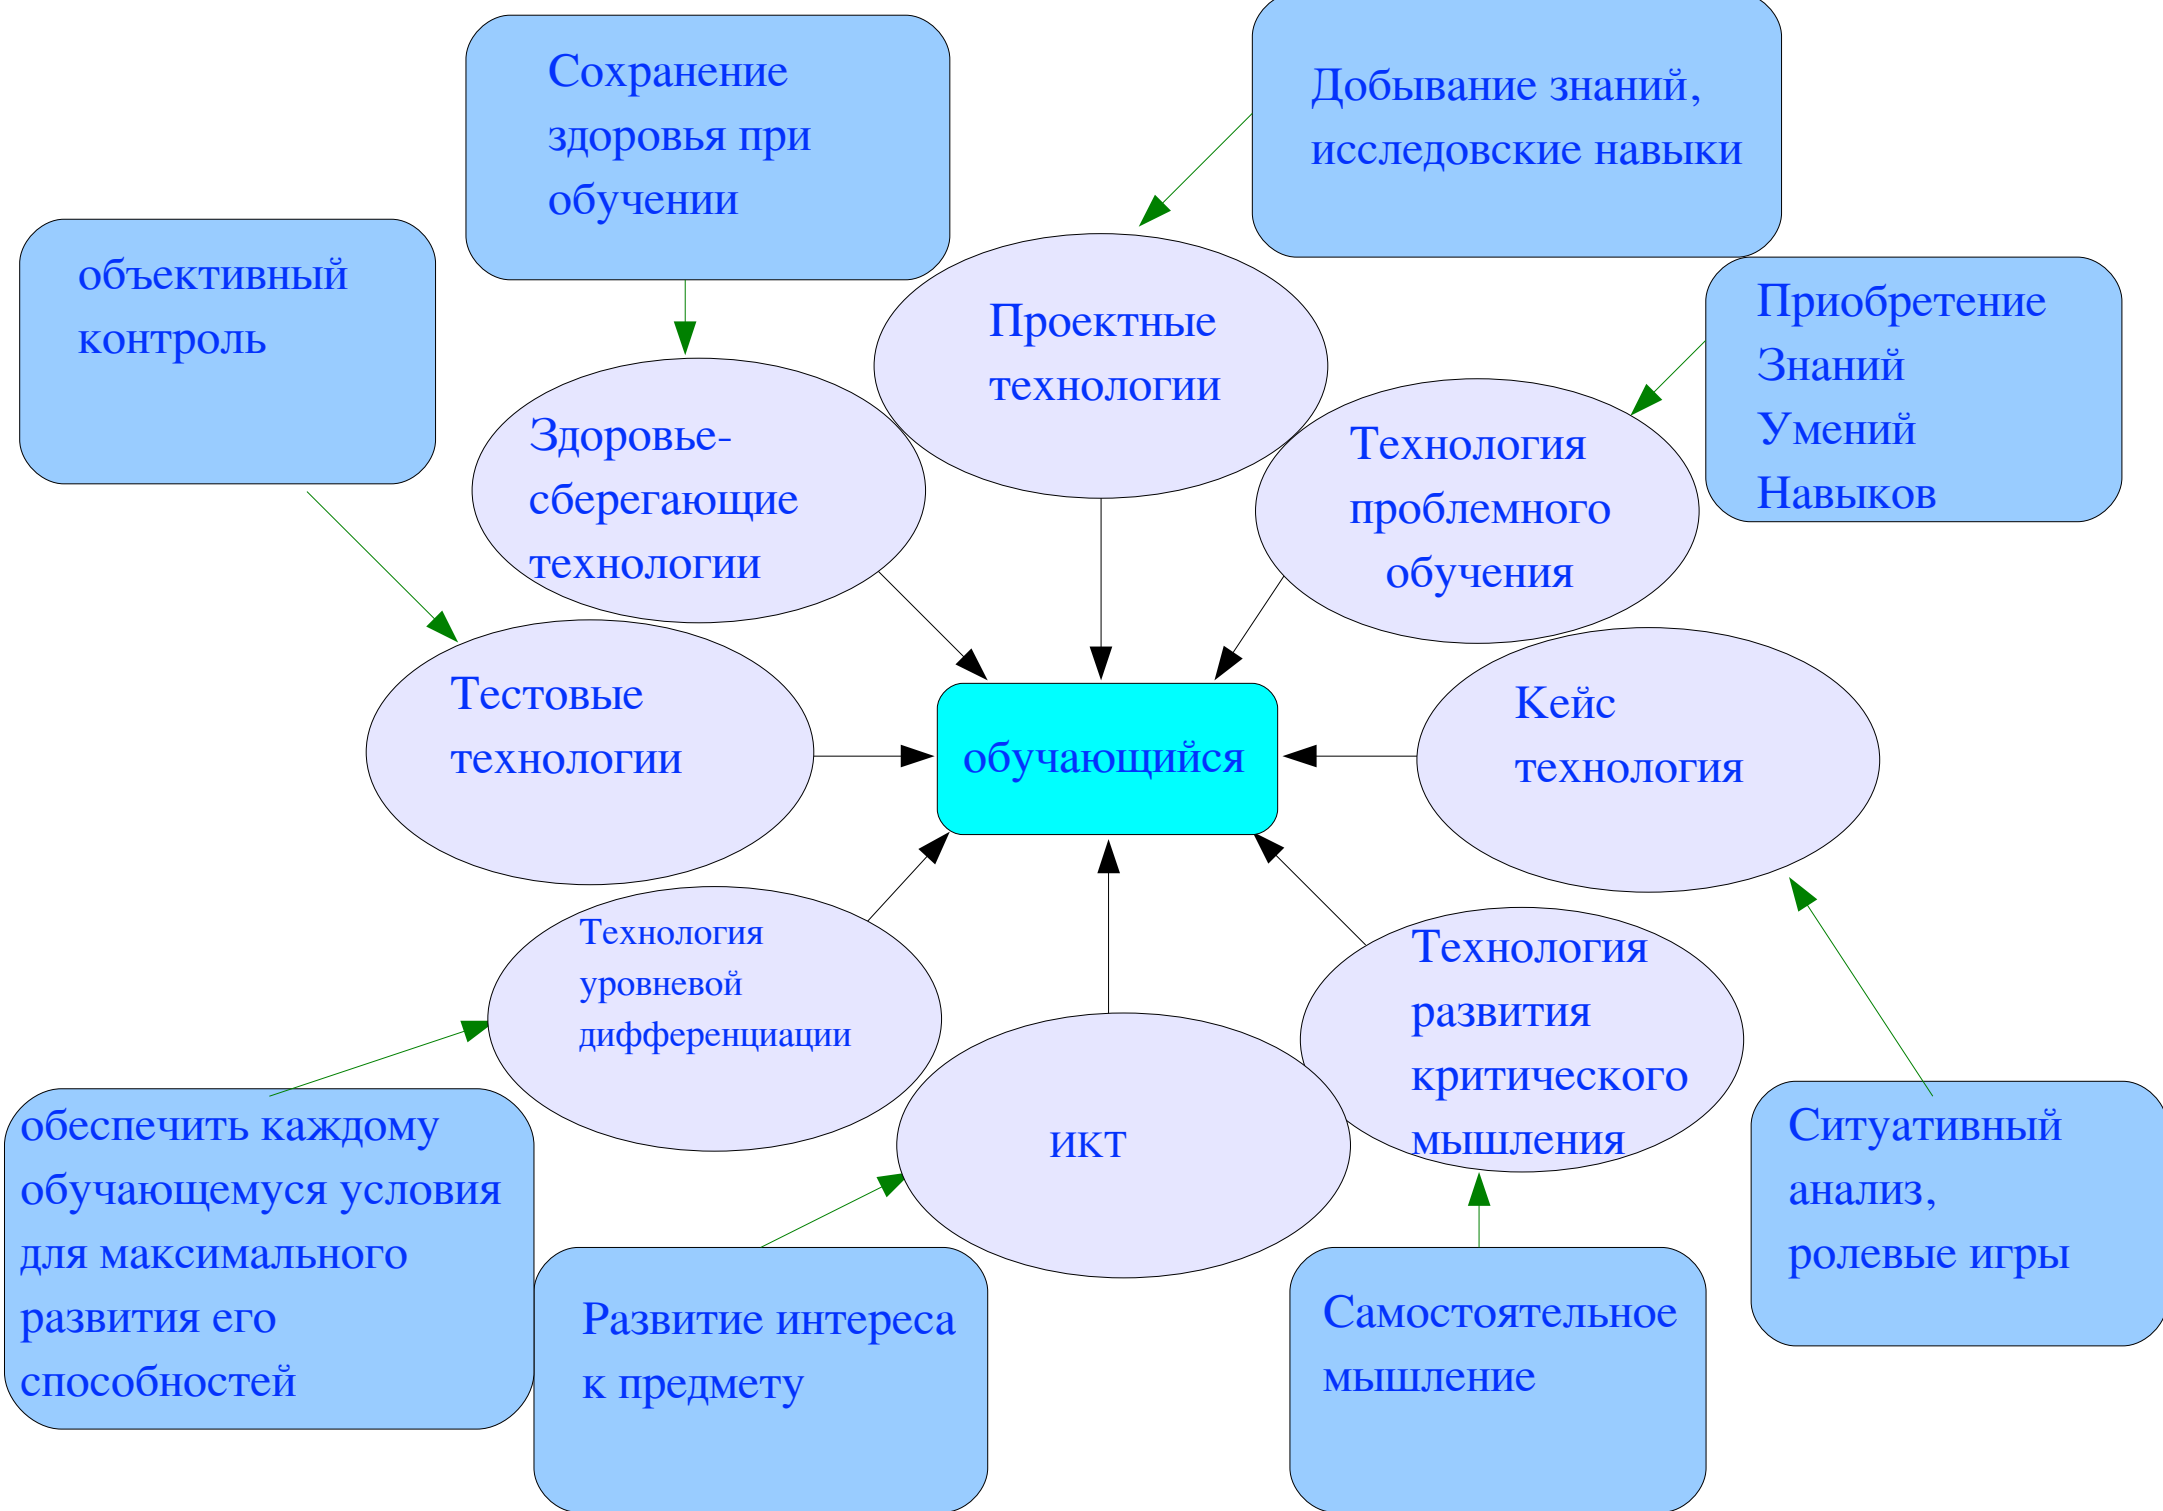 Сохранение
здоровья при
обучении
Добывание знаний,
исследовские навыки
объективный
контроль
Приобретение
Знаний
Умений
Навыков
Проектные
технологии
Здоровье-
сберегающие
технологии
Технология
проблемного
обучения
Тестовые
технологии
обучающийся
Кейс
технология
Технология
уровневой
дифференциации
Технология
развития
критического
мышления
ИКТ
обеспечить каждому
обучающемуся условия
для максимального
развития его
способностей
Развитие интереса
к предмету
Самостоятельное
мышление
Ситуативный
анализ,
ролевые игры